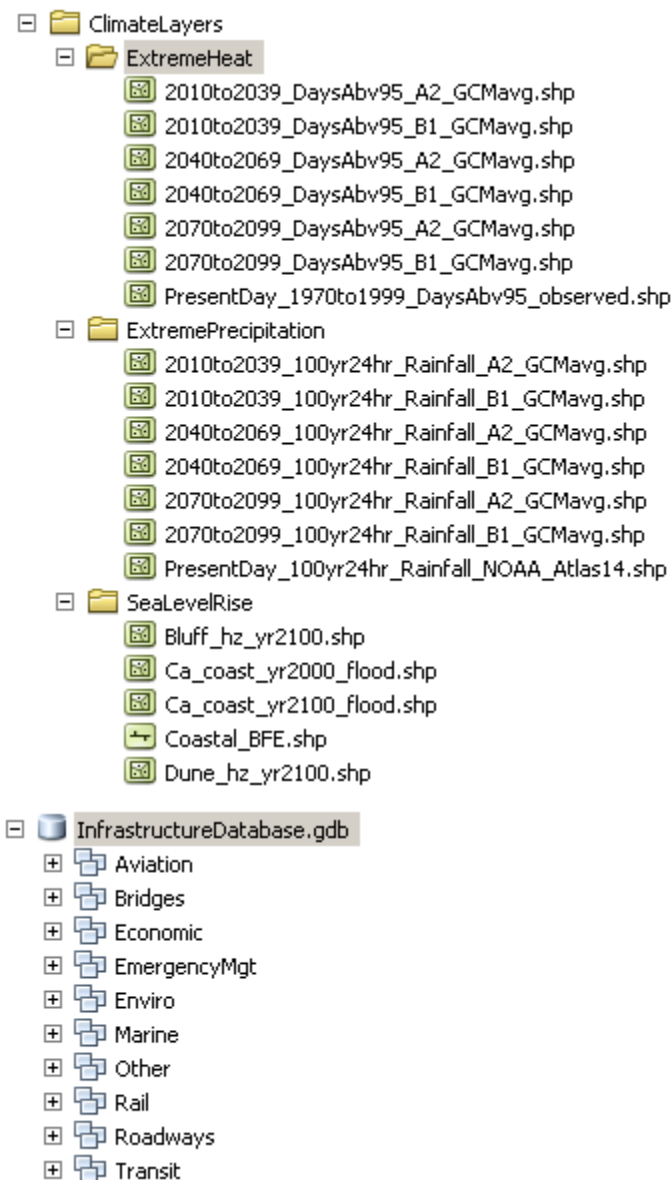 ClimateLayers
ExtremeHeat
2010to2039_DaysAbv95_A2_GCMavg.shp
2010to2039_DaysAbv95_B1_GCMavg.shp
2040to2069_DaysAbv95_A2_GCMavg.shp
2040to2069_DaysAbv95_B1_GCMavg.shp
2070to2099_DaysAbv95_A2_GCMavg.shp
2070to2099_DaysAbv95_B1_GCMavg.shp
PresentDay_1970to1999_DaysAbv95_observed.shp
ExtremePrecipitation
2010to2039_100yr24hr_Rainfall_A2_GCMavg.shp
2010to2039_100yr24hr_Rainfall_B1_GCMavg.shp
2040to2069_100yr24hr_Rainfall_A2_GCMavg.shp
2040to2069_100yr24hr_Rainfall_B1_GCMavg.shp
2070to2099_100yr24hr_Rainfall_A2_GCMavg.shp
2070to2099_100yr24hr_Rainfall_B1_GCMavg.shp
PresentDay_100yr24hr_Rainfall_NOAA_Atlas14.shp
SeaLevelRise
Bluff_hz_yr2100.shp
Ca_coast_yr2000_flood.shp
Ca_coast_yr2100_flood.shp
Coastal_BFE.shp
Dune_hz_yr2100.shp
InfrastructureDatabase.gdb
Aviation
Bridges
Economic
EmergencyMgt
Enviro
Marine
Other
Rail
Roadways
Transit